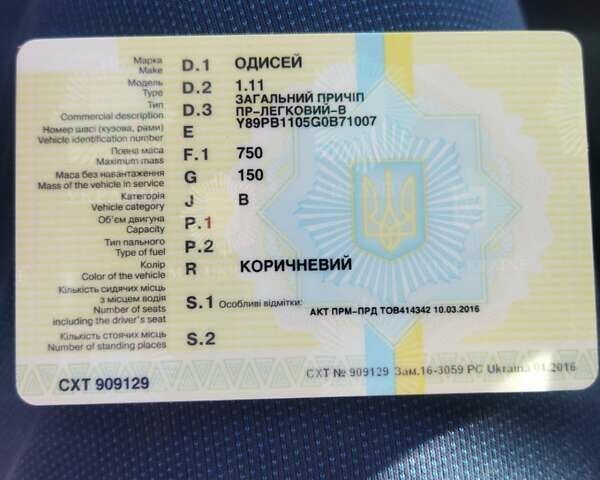 Марка D.1 ОДИСЕЙ
Make
Модель D.2 1.11
Type ЗАГАЛЬНИЙ ПРИЧІП
Тип D.3 ПР-ЛЕГКОВИЙ-В
Commercial description
Номер шасі (кузова, рами) E Y89PB1105G0B71007
Vehicle identification number
Повна маса F.1 750
Maximum mass
Маса без навантаження G 150
Mass of the vehicle in service
Категорія J B
Vehicle category
Об'єм двигуна P.1
Capacity
Тип пального P.2
Type of fuel
Колір R КОРИЧНЕВИЙ
Color of the vehicle
Кількість сидячих місць
з місцем водія S.1 Особливі відмітки:
Number of seats АКТ ПРМ-ПРД ТОВ414342 10.03.2016
including the driver's seat
Кількість стоячих місць S.2
Number of standing places
СХТ 909129
СХТ № 909129 Зам.16-3059 РС Ukraina 01.2016